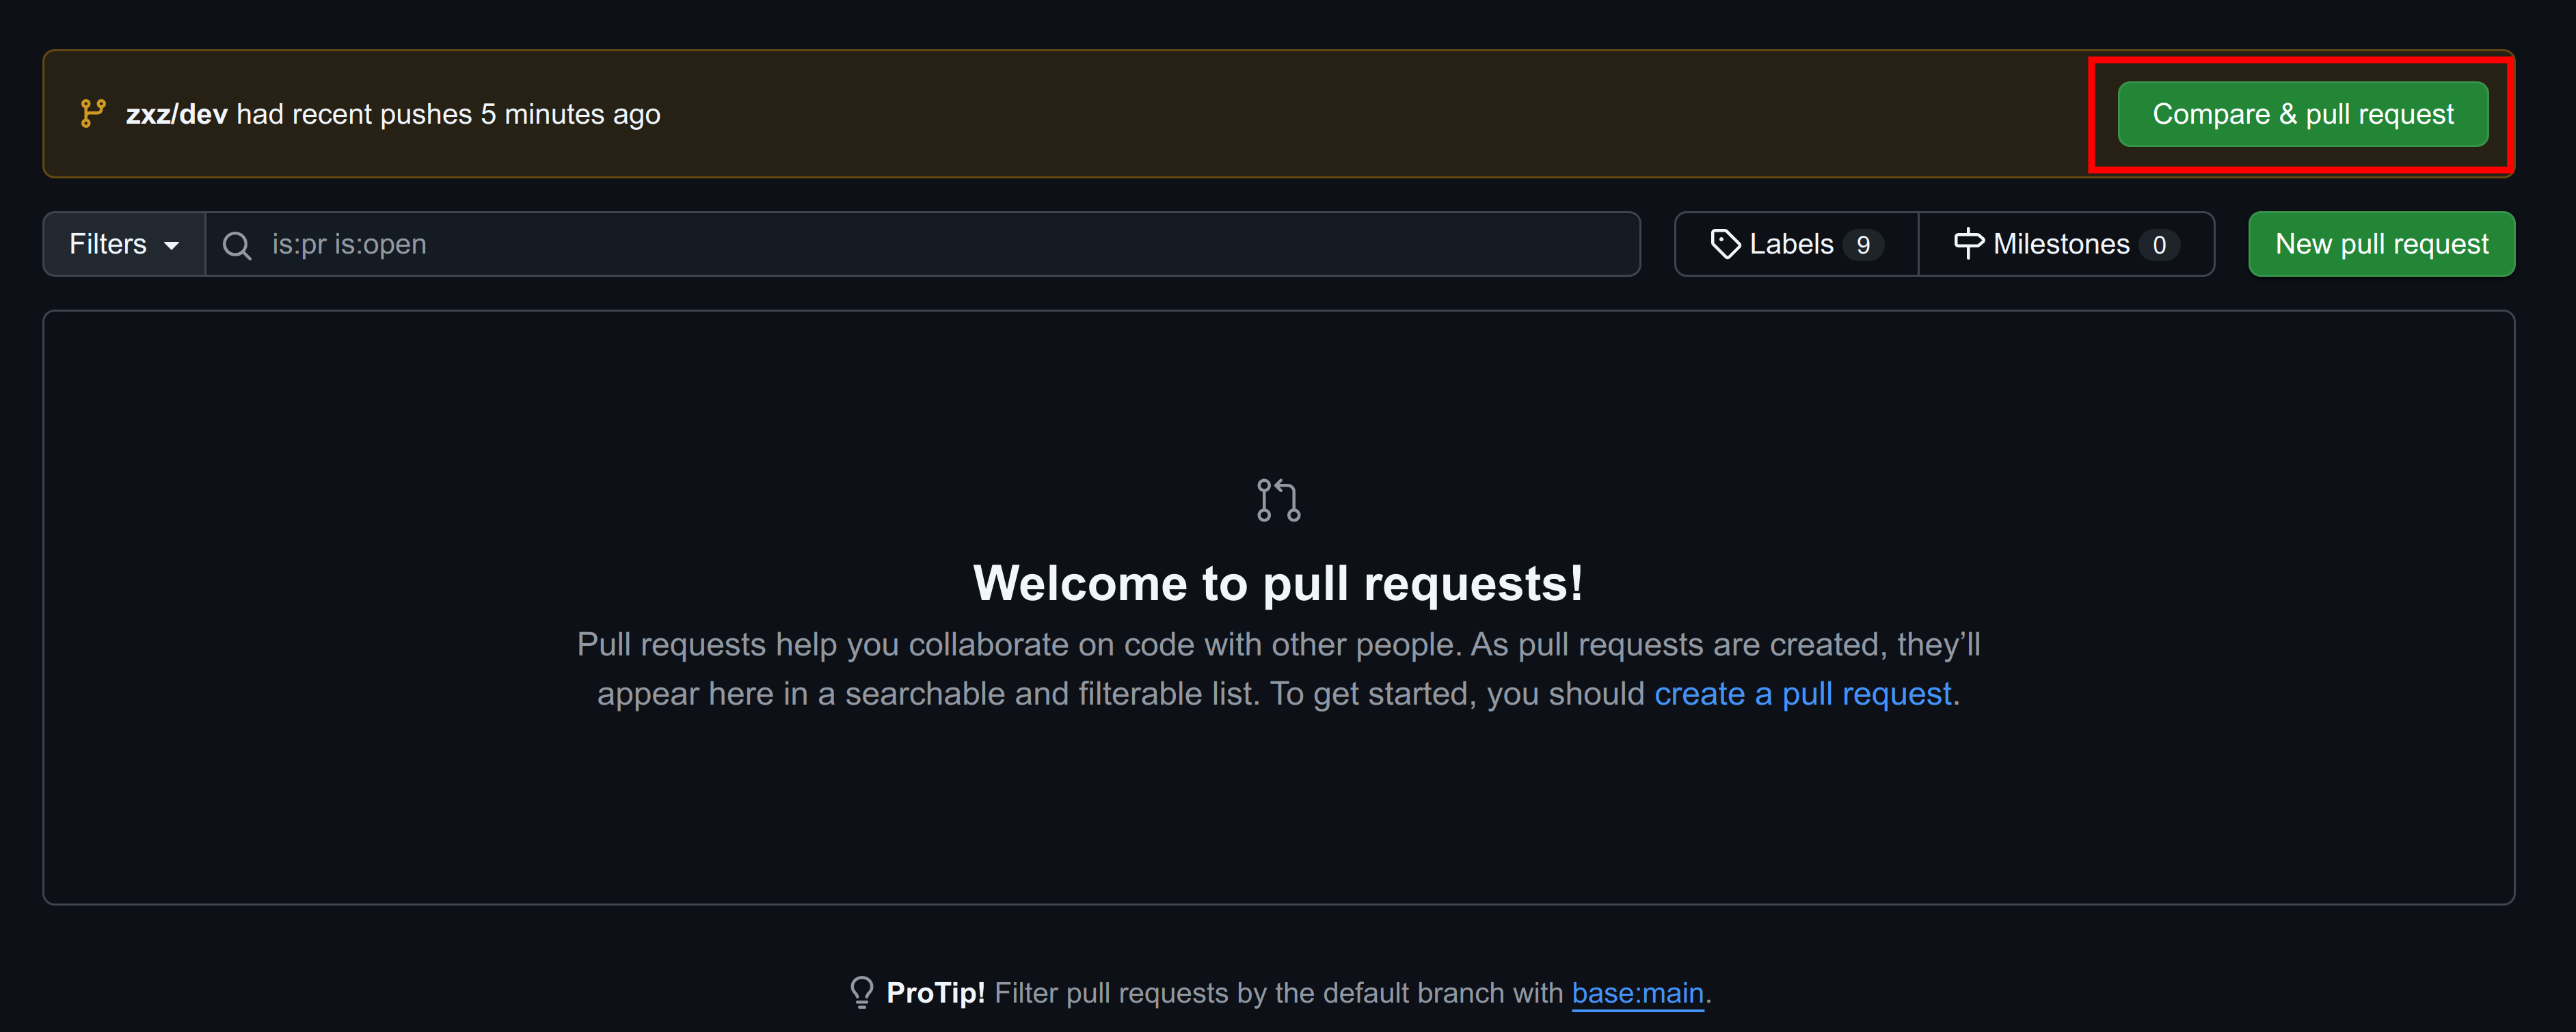 zxz/dev had recent pushes 5 minutes ago
Compare & pull request
Filters
is:pr is:open
Labels 9
Milestones 0
New pull request
Welcome to pull requests!
Pull requests help you collaborate on code with other people. As pull requests are created, they’ll
appear here in a searchable and filterable list. To get started, you should create a pull request.
ProTip! Filter pull requests by the default branch with base:main.